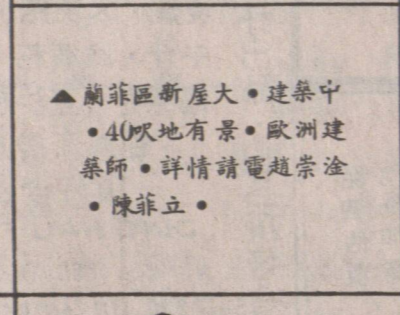 ▲蘭菲區新屋大•建築中
•40呎地有景•歐洲建
築師•詳情請電趙崇淦
•陳菲立•